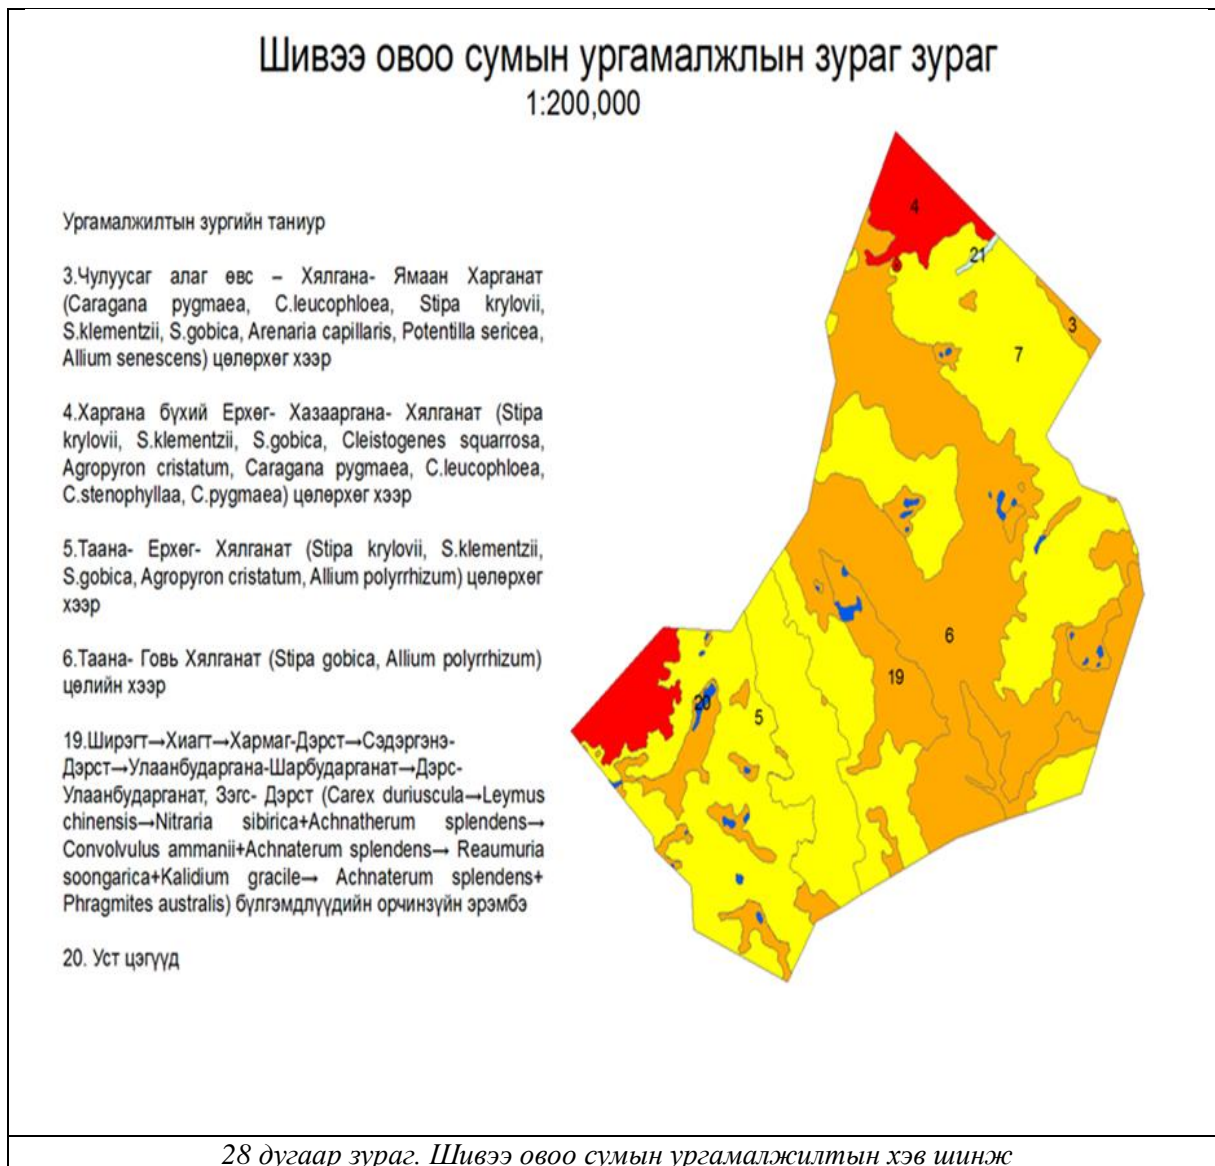 Шивээ овоо сумын ургамалжлын зураг зураг
1:200,000
Ургамалжилтын зургийн таниур
3.Чулуусаг алаг өвс – Хялгана- Ямаан Харганат
(Caragana pygmaea, C.leucophloea, Stipa krylovii,
S.klementzii, S.gobica, Arenaria capillaris, Potentilla sericea,
Allium senescens) цөлөрхөг хээр
4.Харгана бүхий Ерхөг- Хазааргана- Хялганат (Stipa
krylovii, S.klementzii, S.gobica, Cleistogenes squarrosa,
Agropyron cristatum, Caragana pygmaea, C.leucophloea,
C.stenophyllaa, C.pygmaea) цөлөрхөг хээр
5.Таана- Ерхөг- Хялганат (Stipa krylovii, S.klementzii,
S.gobica, Agropyron cristatum, Allium polyrrhizum) цөлөрхөг
хээр
6.Таана- Говь Хялганат (Stipa gobica, Allium polyrrhizum)
цөлийн хээр
19.Ширэгт→Хиагт→Хармаг-Дэрст→Сэдэргэнэ-
Дэрст→Улаанбударгана-Шарбударганат→Дэрс-
Улаанбударганат, Зэгс- Дэрст (Carex duriuscula→Leymus
chinensis→Nitraria sibirica+Achnatherum splendens→
Convolvulus ammanii+Achnaterum splendens→ Reaumuria
soongarica+Kalidium gracile→ Achnaterum splendens+
Phragmites australis) бүлгэмдлүүдийн орчинзүйн эрэмбэ
20. Уст цэгүүд
4
21
3
7
6
19
20
5
28 дугаар зураг. Шивээ овоо сумын ургамалжилтын хэв шинж